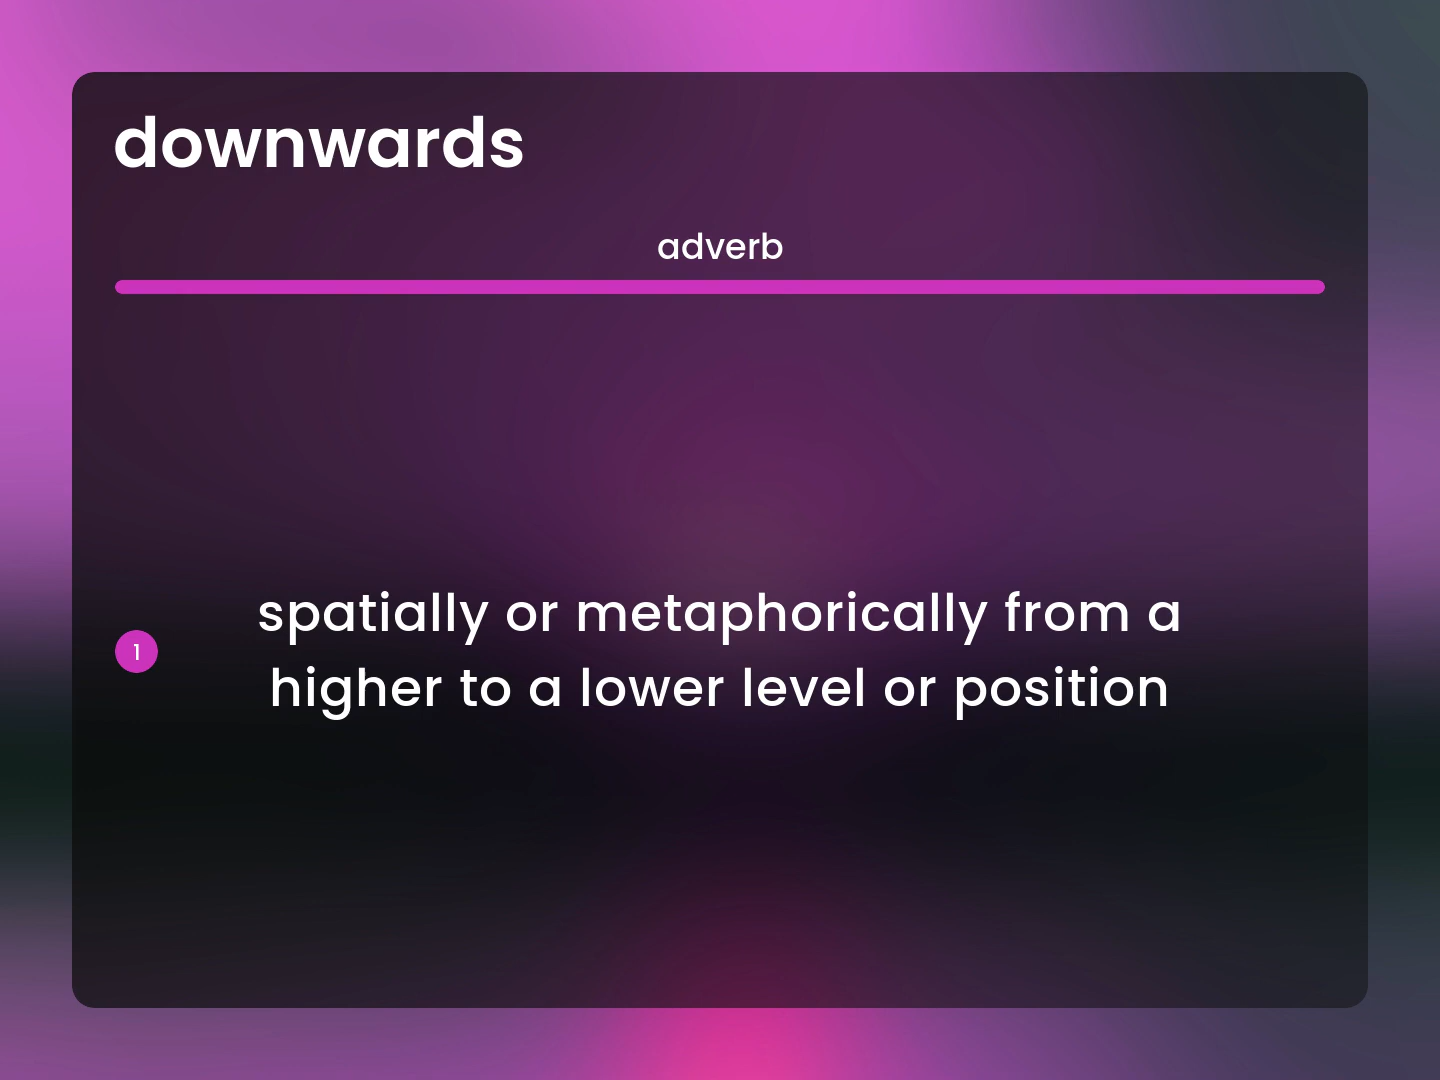 downwards
adverb
1
spatially or metaphorically from a
higher to a lower level or position